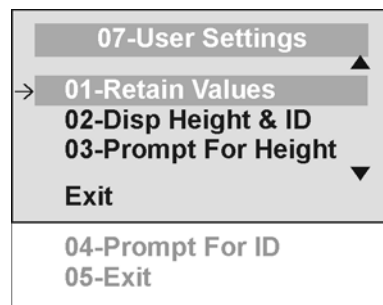 07-User Settings
01-Retain Values
02-Disp Height & ID
03-Prompt For Height
Exit
04-Prompt For ID
05-Exit